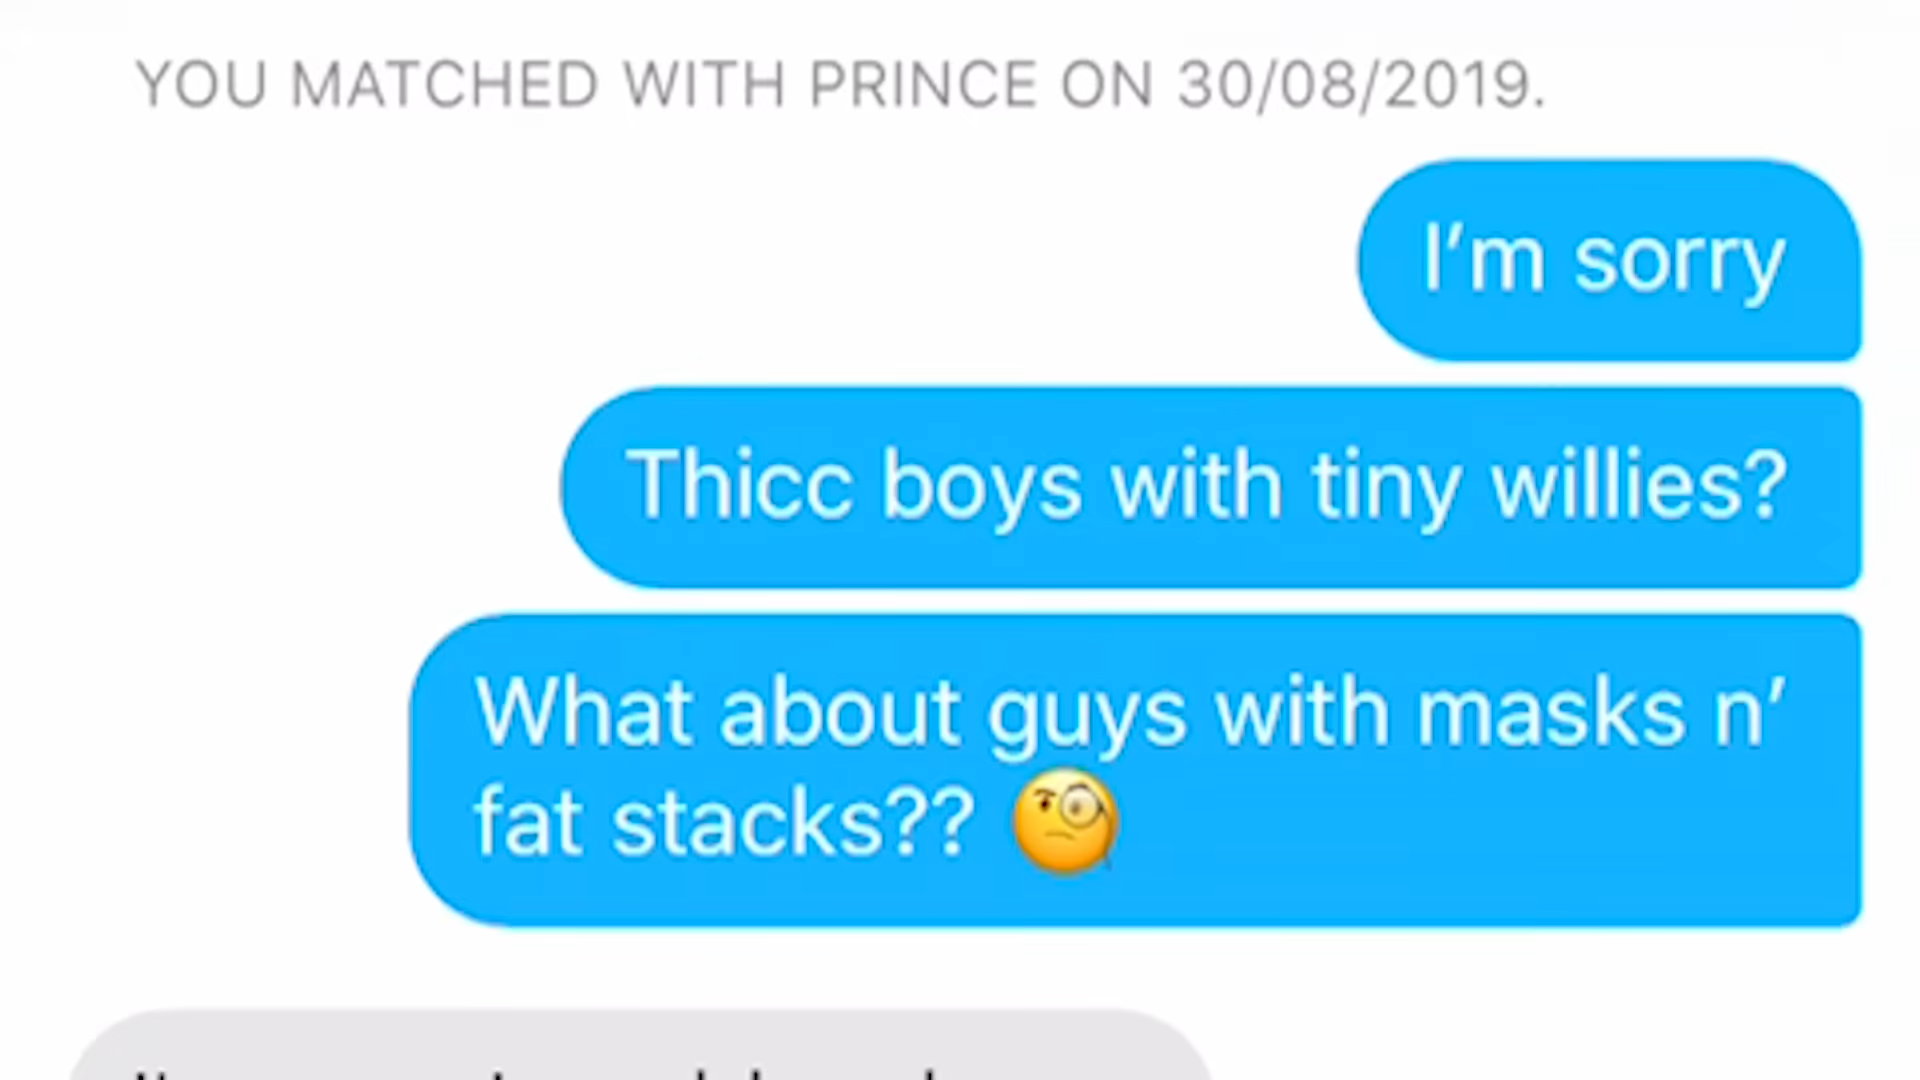 YOU MATCHED WITH PRINCE ON 30/08/2019.
I’m sorry
Thicc boys with tiny willies?
What about guys with masks n’
fat stacks?? 🧐